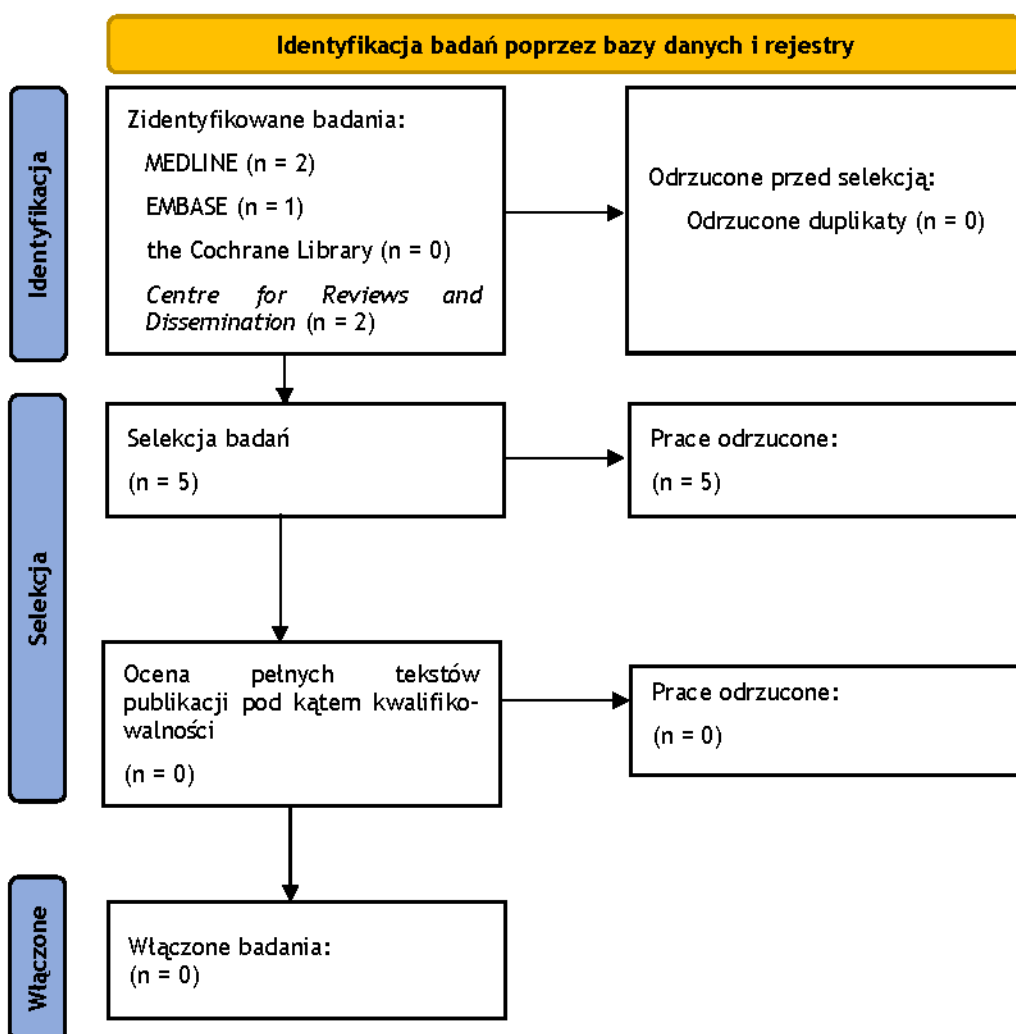 Identyfikacja badań poprzez bazy danych i rejestry
Identyfikacja
Zidentyfikowane badania:
MEDLINE (n = 2)
EMBASE (n = 1)
the Cochrane Library (n = 0)
Centre for Reviews and
Dissemination (n = 2)
Odrzucone przed selekcją:
Odrzucone duplikaty (n = 0)
Selekcja
Selekcja badań
(n = 5)
Prace odrzucone:
(n = 5)
Ocena pełnych tekstów
publikacji pod kątem kwalifiko-
walności
(n = 0)
Prace odrzucone:
(n = 0)
Włączone
Włączone badania:
(n = 0)